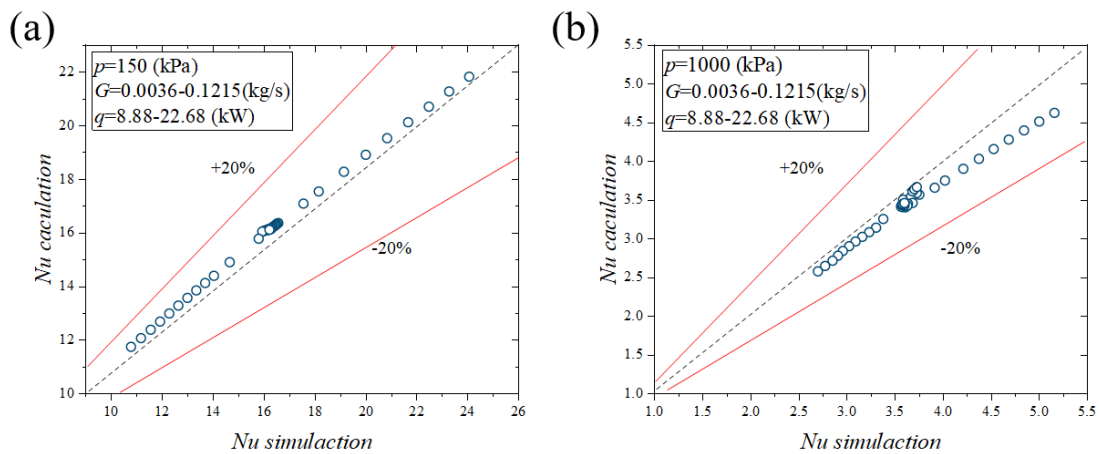 (a)
p=150 (kPa)
G=0.0036-0.1215(kg/s)
q=8.88-22.68 (kW)
+20%
-20%
22
20
18
16
14
12
10
10 12 14 16 18 20 22 24 26
Nu caculation
Nu simulaction
(b)
p=1000 (kPa)
G=0.0036-0.1215(kg/s)
q=8.88-22.68 (kW)
+20%
-20%
5.5
5.0
4.5
4.0
3.5
3.0
2.5
2.0
1.5
1.0
1.0 1.5 2.0 2.5 3.0 3.5 4.0 4.5 5.0 5.5
Nu caculation
Nu simulaction